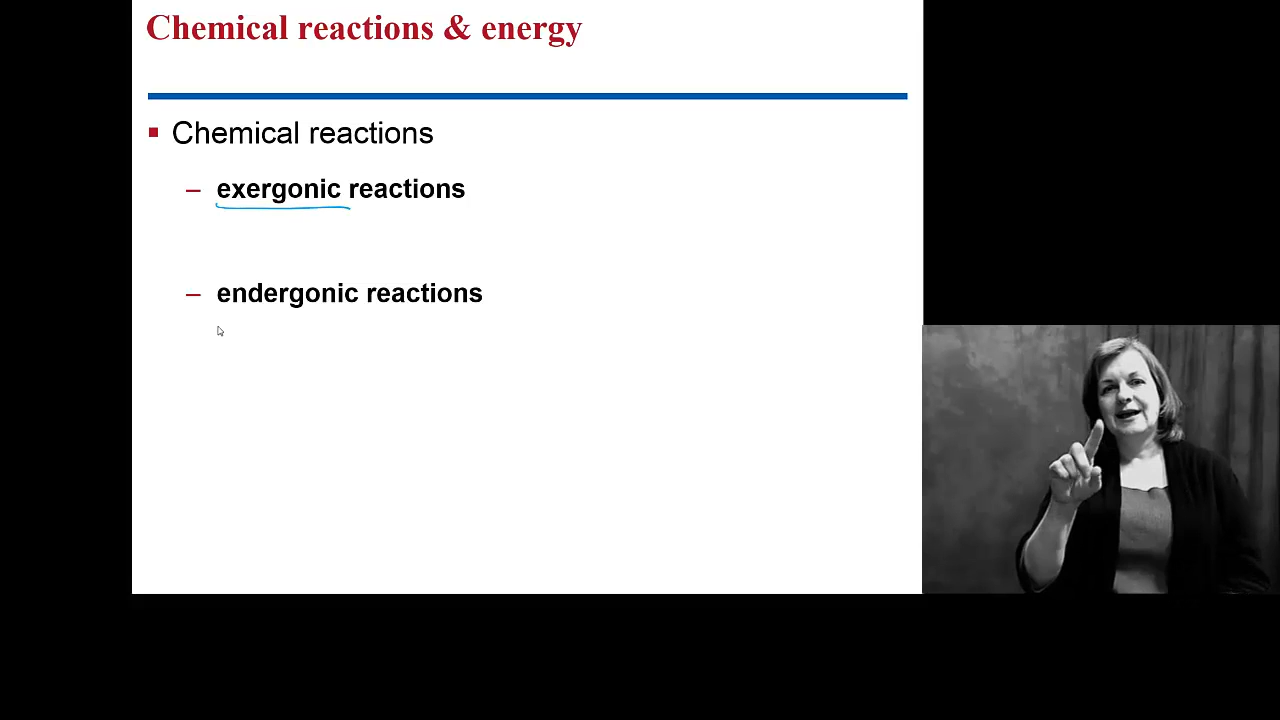 Chemical reactions & energy
Chemical reactions
– exergonic reactions
– endergonic reactions